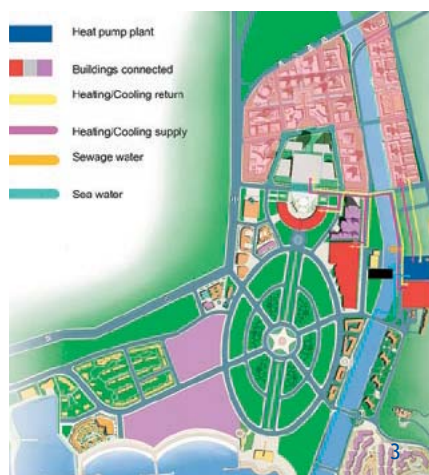 Heat pump plant
Buildings connected
Heating/Cooling return
Heating/Cooling supply
Sewage water
Sea water
3